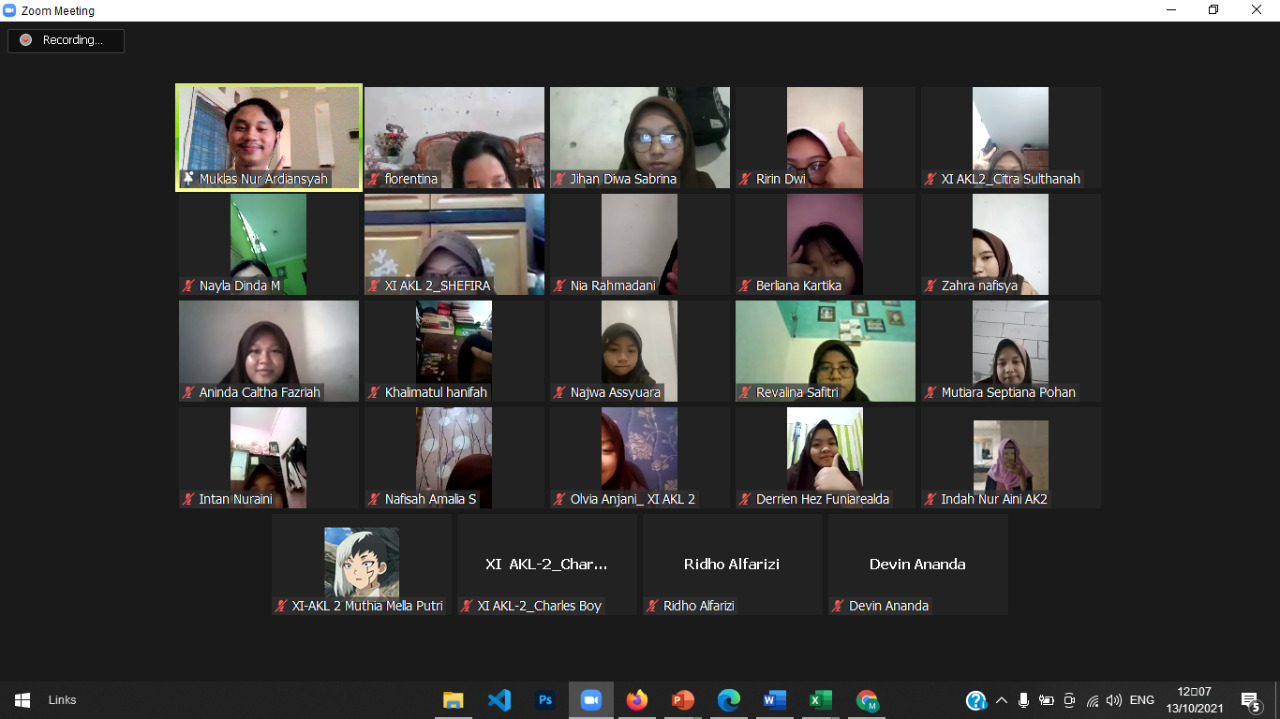 Zoom Meeting
Recording...
Muklas Nur Ardiansyah
fiorentina
Jihan Diwa Sabrina
Ririn Dwi
XI AKL2_Citra Sulthanah
Nayla Dinda M
XI AKL 2_SHEFIRA
Nia Rahmadani
Berliana Kartika
Zahra nafisya
Aninda Caltha Fazriah
Khalimatul hanifah
Najwa Assyuara
Revalina Safitri
Mutiara Septiana Pohan
Intan Nuraini
Nafisah Amalia S
Olvia Anjani_ XI AKL 2
Derrien Hez Funiarealda
Indah Nur Aini AK2
XI AKL-2_Char...
Ridho Alfarizi
Devin Ananda
XI-AKL 2 Muthia Mella Putri
XI AKL-2_Charles Boy
Ridho Alfarizi
Devin Ananda
Links
Ps
ENG
12□07
13/10/2021
5